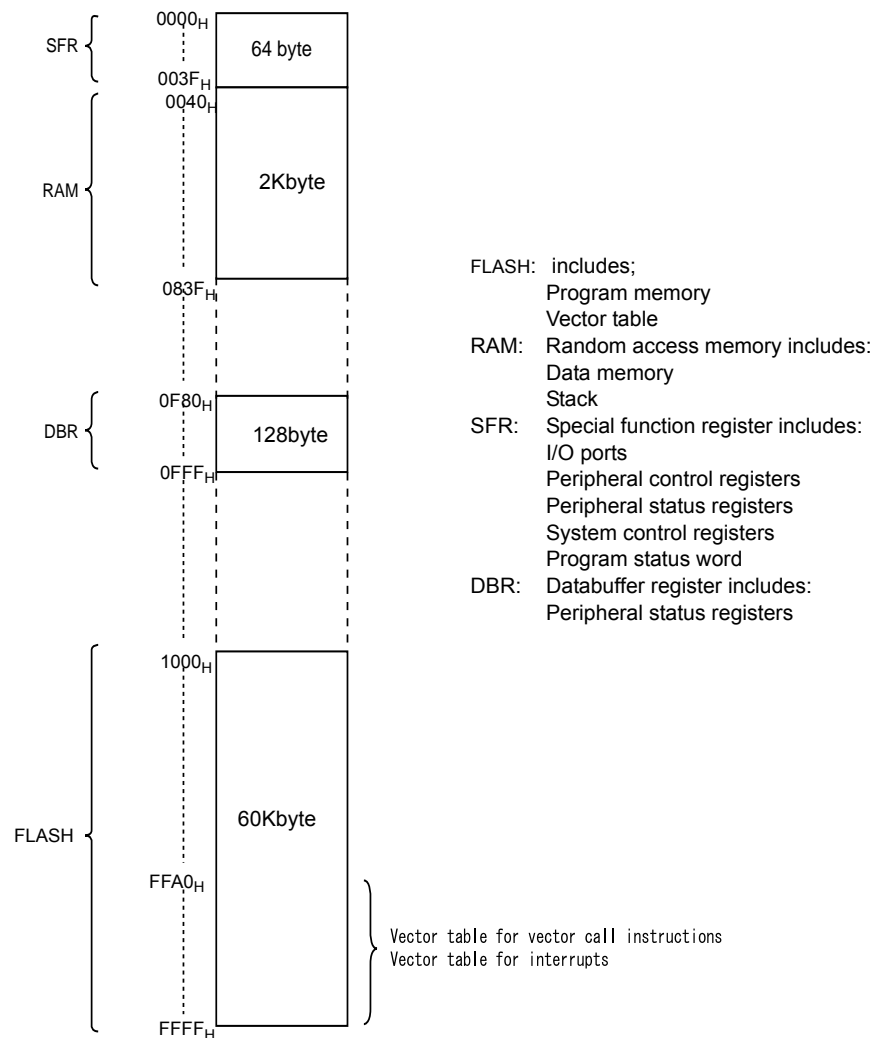 0000H
SFR
64 byte
003FH
0040H
RAM
2Kbyte
083FH
0F80H
DBR
128byte
0FFFH
1000H
FLASH
60Kbyte
FFA0H
Vector table for vector call instructions
Vector table for interrupts
FFFFH
FLASH: includes;
Program memory
Vector table
RAM: Random access memory includes:
Data memory
Stack
SFR: Special function register includes:
I/O ports
Peripheral control registers
Peripheral status registers
System control registers
Program status word
DBR: Databuffer register includes:
Peripheral status registers